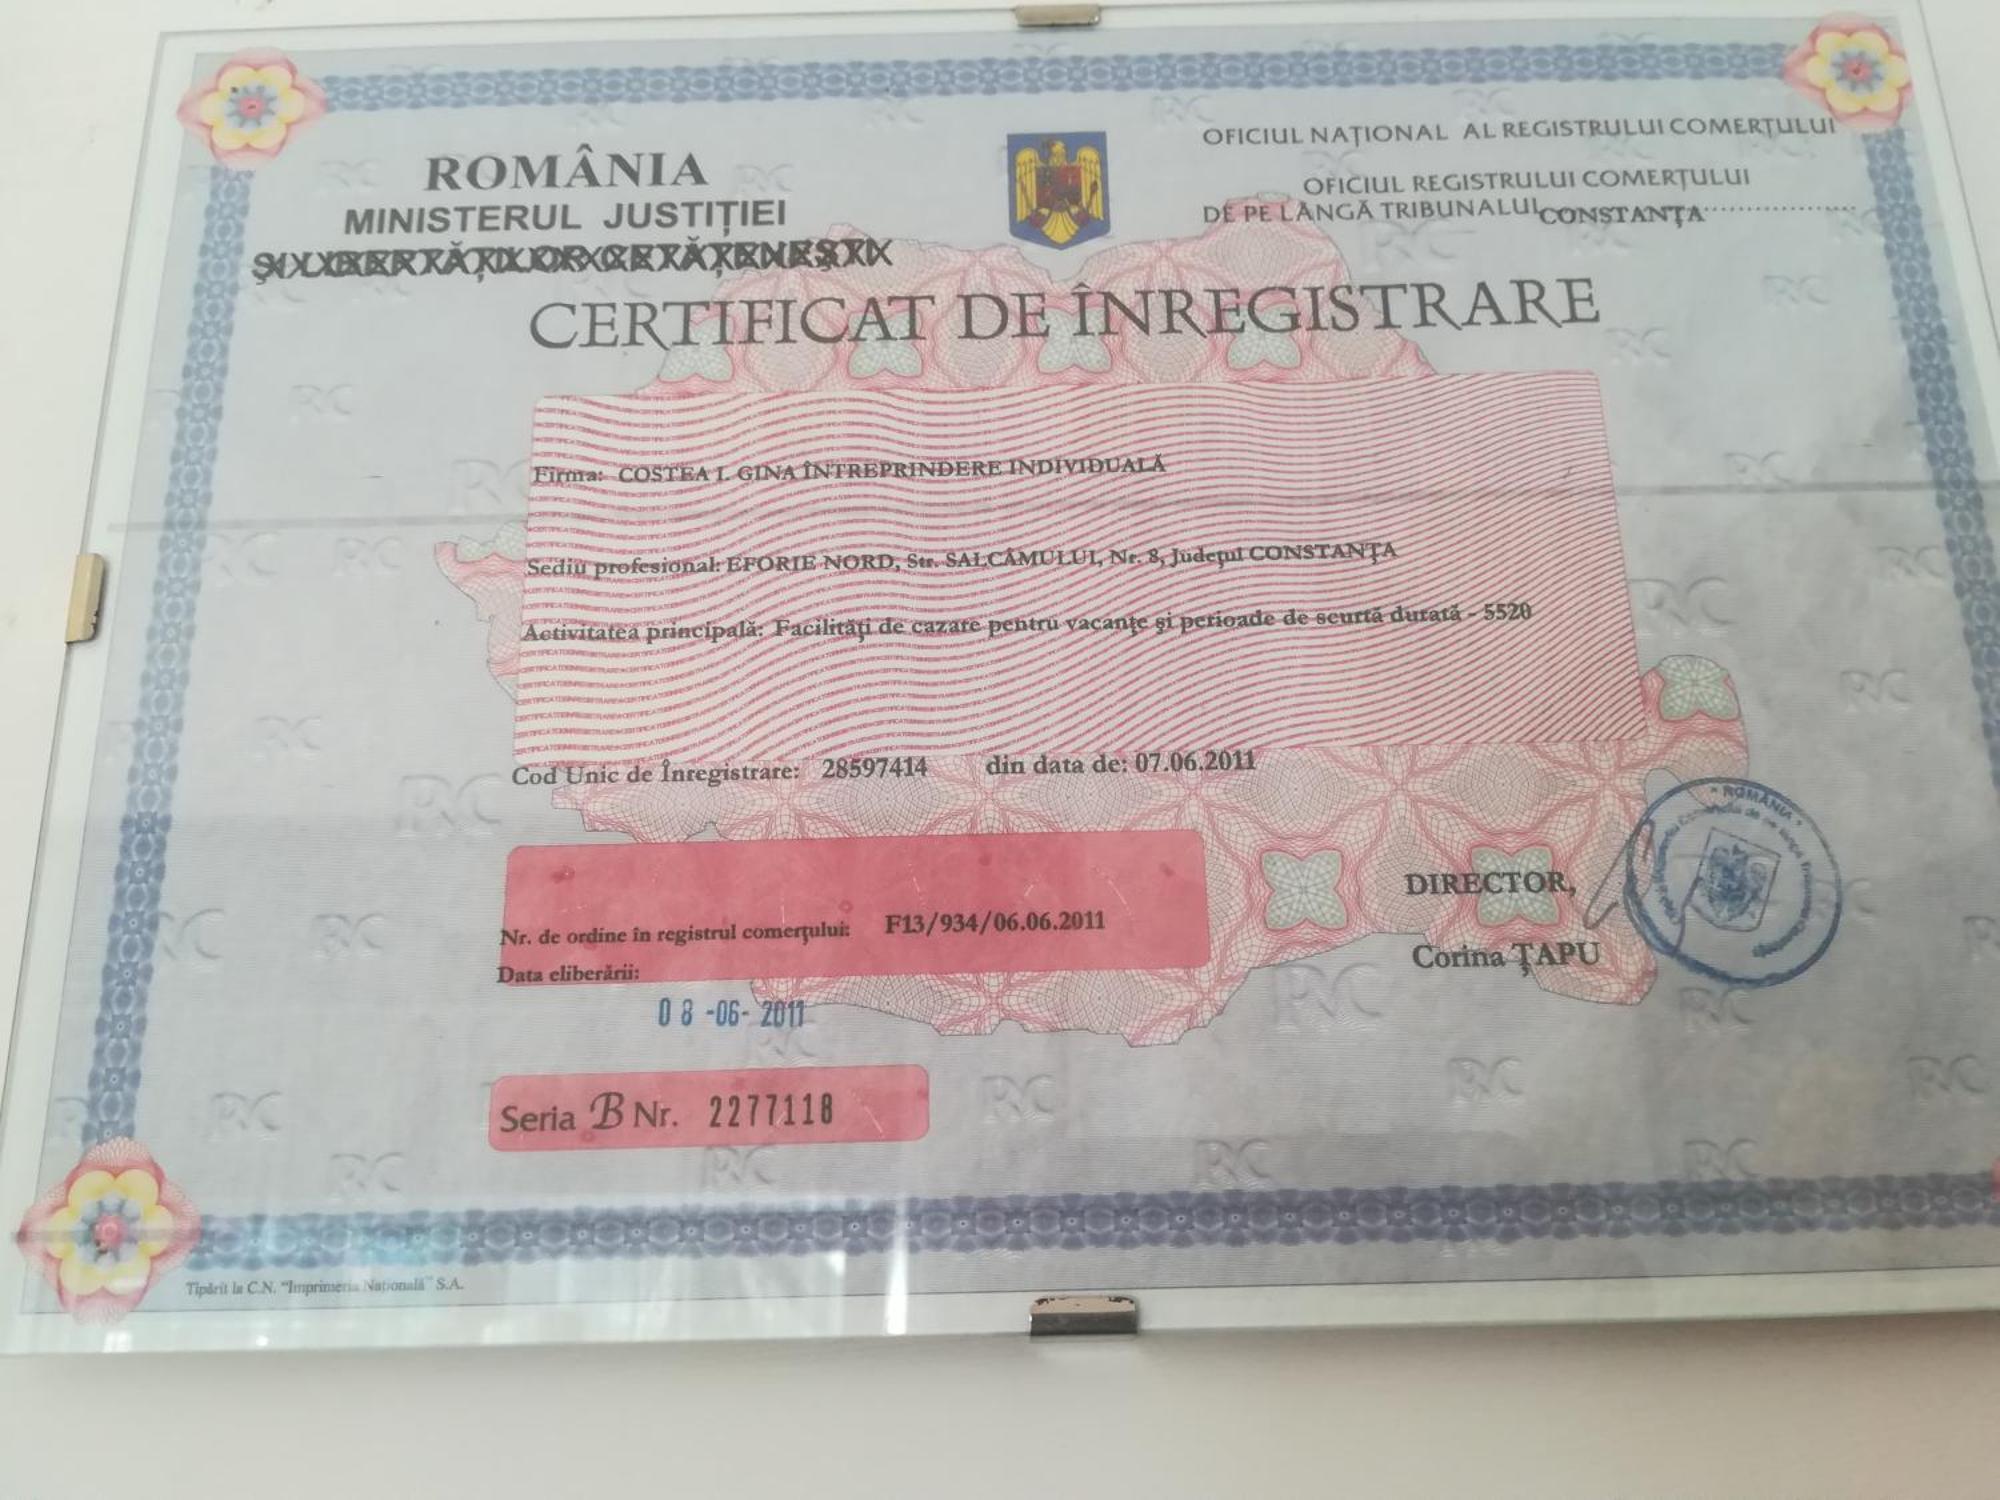 ROMÂNIA
MINISTERUL JUSTIȚIEI
OFICIUL NAȚIONAL AL REGISTRULUI COMERȚULUI
OFICIUL REGISTRULUI COMERȚULUI
DE PE LÂNGĂ TRIBUNALUL CONSTANȚA
CERTIFICAT DE ÎNREGISTRARE
Firma: COSTEA I. GINA ÎNTREPRINDERE INDIVIDUALĂ
Sediu profesional: EFORIE NORD, Str. SALCÂMULUI, Nr. 8, Județul CONSTANȚA
Activitatea principală: Facilități de cazare pentru vacanțe și perioade de scurtă durată - 5520
Cod Unic de Înregistrare: 28597414 din data de: 07.06.2011
Nr. de ordine în registrul comerțului: F13/934/06.06.2011
Data eliberării:
08-06-2011
DIRECTOR,
Corina ȚAPU
ROMÂNIA
Seria B Nr. 2277118
Tipărit la C.N. "Imprimeria Națională" S.A.